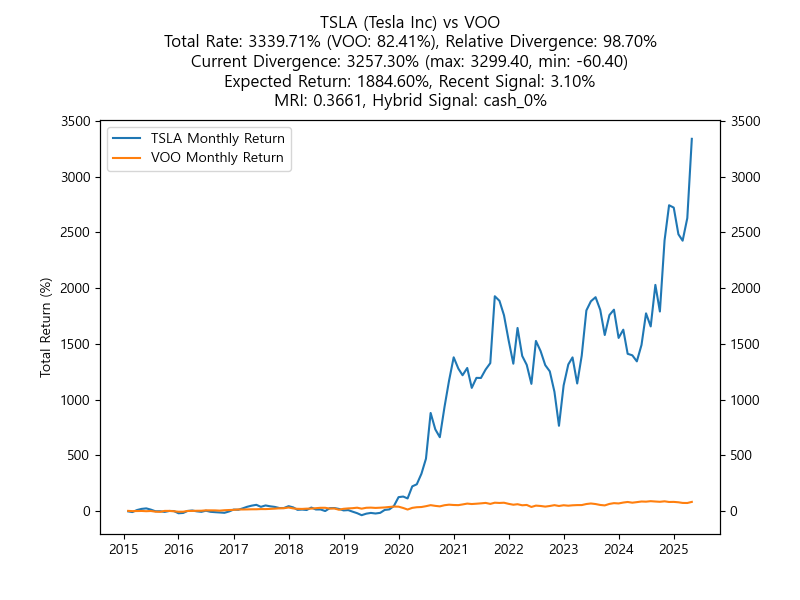 TSLA (Tesla Inc) vs VOO
Total Rate: 3339.71% (VOO: 82.41%), Relative Divergence: 98.70%
Current Divergence: 3257.30% (max: 3299.40, min: -60.40)
Expected Return: 1884.60%, Recent Signal: 3.10%
MRI: 0.3661, Hybrid Signal: cash_0%
TSLA Monthly Return
VOO Monthly Return
Total Return (%)
3500
3000
2500
2000
1500
1000
500
0
3500
3000
2500
2000
1500
1000
500
0
2015 2016 2017 2018 2019 2020 2021 2022 2023 2024 2025